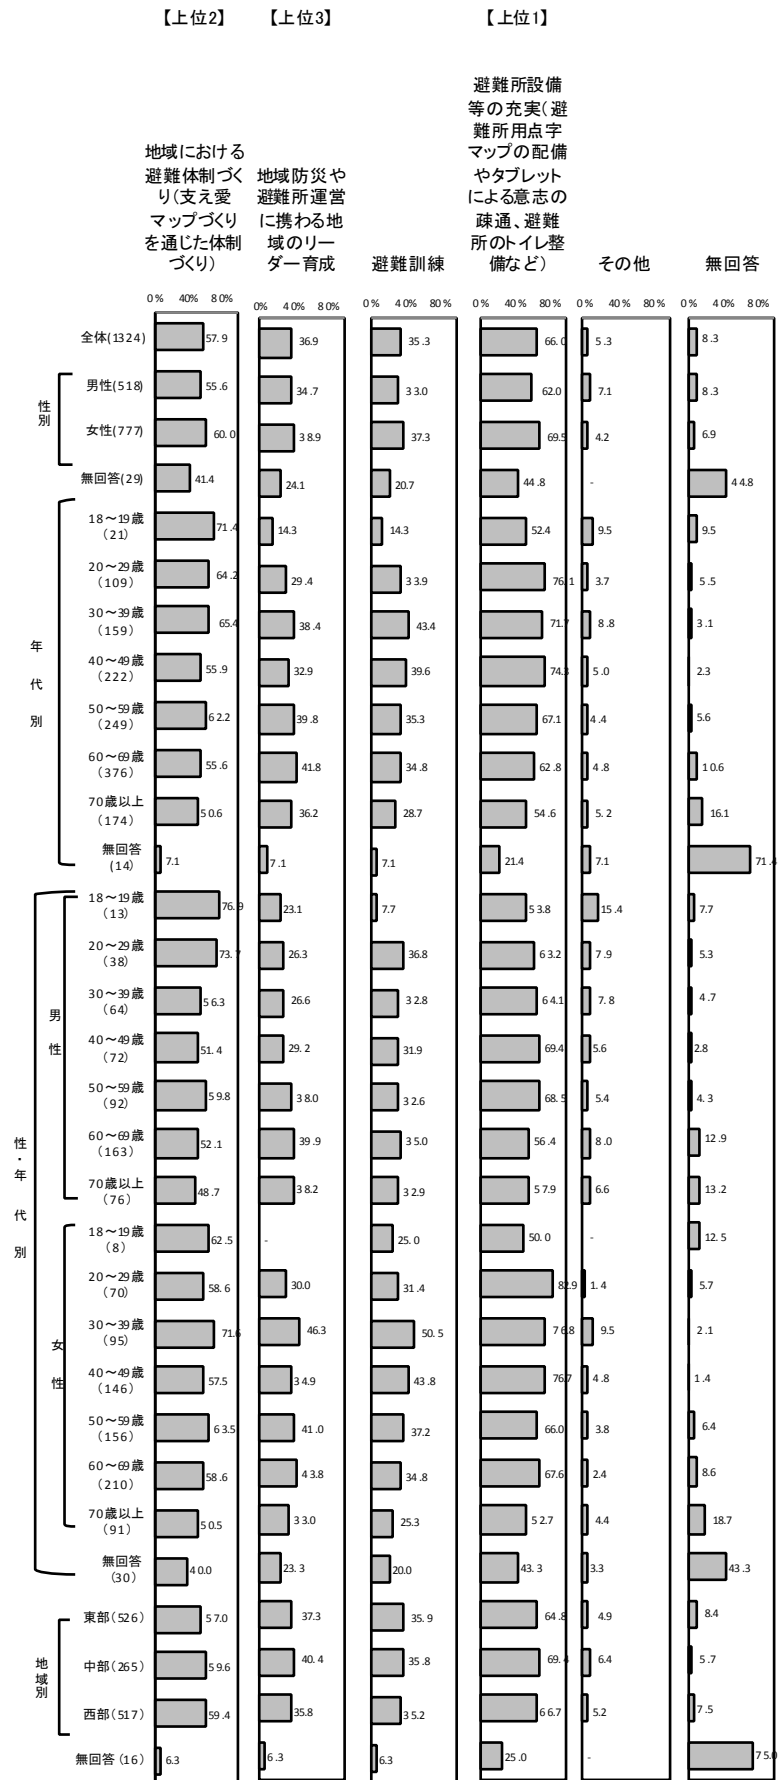 【上位2】 【上位3】 【上位1】
地域における
避難体制づく
り(支え愛
マップづくり
を通じた体制
づくり)
地域防災や
避難所運営
に携わる地
域のリー
ダー育成
避難訓練
避難所設備
等の充実(避
難所用点字
マップの配備
やタブレット
による意志の
疎通、避難
所のトイレ整
備など)
その他
無回答
0% 40% 80% 0% 40% 80% 0% 40% 80% 0% 40% 80% 0% 40% 80% 0% 40% 80%
全体(1324) 57.9 36.9 35.3 66.0 5.3 8.3
性別
男性(518) 55.6 34.7 33.0 62.0 7.1 8.3
女性(777) 60.0 38.9 37.3 69.5 4.2 6.9
無回答(29) 41.4 24.1 20.7 44.8 - 44.8
年代別
18～19歳
(21) 71.4 14.3 14.3 52.4 9.5 9.5
20～29歳
(109) 64.2 29.4 33.9 76.1 3.7 5.5
30～39歳
(159) 65.4 38.4 43.4 71.7 8.8 3.1
40～49歳
(222) 55.9 32.9 39.6 74.3 5.0 2.3
50～59歳
(249) 62.2 39.8 35.3 67.1 4.4 5.6
60～69歳
(376) 55.6 41.8 34.8 62.8 4.8 10.6
70歳以上
(174) 50.6 36.2 28.7 54.6 5.2 16.1
無回答
(14) 7.1 7.1 7.1 21.4 7.1 71.4
性・年代別
男性
18～19歳
(13) 76.9 23.1 7.7 53.8 15.4 7.7
20～29歳
(38) 73.7 26.3 36.8 63.2 7.9 5.3
30～39歳
(64) 56.3 26.6 32.8 64.1 7.8 4.7
40～49歳
(72) 51.4 29.2 31.9 69.4 5.6 2.8
50～59歳
(92) 59.8 38.0 32.6 68.5 5.4 4.3
60～69歳
(163) 52.1 39.9 35.0 56.4 8.0 12.9
70歳以上
(76) 48.7 38.2 32.9 57.9 6.6 13.2
女性
18～19歳
(8) 62.5 - 25.0 50.0 - 12.5
20～29歳
(70) 58.6 30.0 31.4 82.9 1.4 5.7
30～39歳
(95) 71.6 46.3 50.5 76.8 9.5 2.1
40～49歳
(146) 57.5 34.9 43.8 76.7 4.8 1.4
50～59歳
(156) 63.5 41.0 37.2 66.0 3.8 6.4
60～69歳
(210) 58.6 43.8 34.8 67.6 2.4 8.6
70歳以上
(91) 50.5 33.0 25.3 52.7 4.4 18.7
無回答
(30) 40.0 23.3 20.0 43.3 3.3 43.3
地域別
東部(526) 57.0 37.3 35.9 64.8 4.9 8.4
中部(265) 59.6 40.4 35.8 69.4 6.4 5.7
西部(517) 59.4 35.8 35.2 66.7 5.2 7.5
無回答(16) 6.3 6.3 6.3 25.0 - 75.0